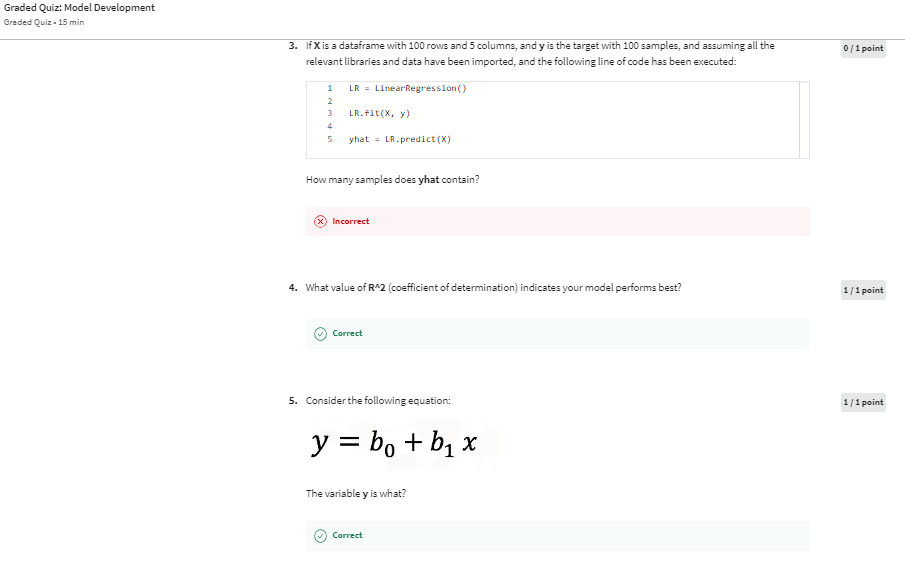 Graded Quiz: Model Development
Graded Quiz • 15 min
3. If X is a dataframe with 100 rows and 5 columns, and y is the target with 100 samples, and assuming all the
0 / 1 point
relevant libraries and data have been imported, and the following line of code has been executed:
1 LR = LinearRegression()
2
3 LR.fit(X, y)
4
5 yhat = LR.predict(X)
How many samples does yhat contain?
Incorrect
4. What value of R^2 (coefficient of determination) indicates your model performs best?
1 / 1 point
Correct
5. Consider the following equation:
1 / 1 point
y = b₀ + b₁ x
The variable y is what?
Correct